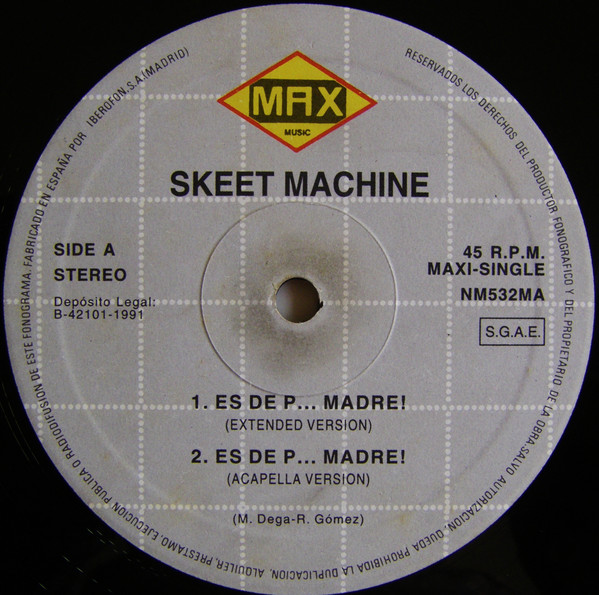 MAX
MUSIC
SKEET MACHINE
SIDE A
STEREO
Depósito Legal:
B-42101-1991
45 R.P.M.
MAXI-SINGLE
NM532MA
S.G.A.E.
1. ES DE P... MADRE!
(EXTENDED VERSION)
2. ES DE P... MADRE!
(ACAPELLA VERSION)
(M. Dega-R. Gómez)
RESERVADOS LOS DERECHOS DEL PRODUCTOR FONOGRAFICO Y DEL PROPIETARIO DE LA OBRA. SALVO AUTORIZACION, QUEDA PROHIBIDA LA DUPLICACION, ALQUILER, PRESTAMO, EJECUCION PUBLICA O RADIODIFUSION DE ESTE FONOGRAMA. FABRICADO EN ESPAÑA POR IBEROFON, S.A. (MADRID)